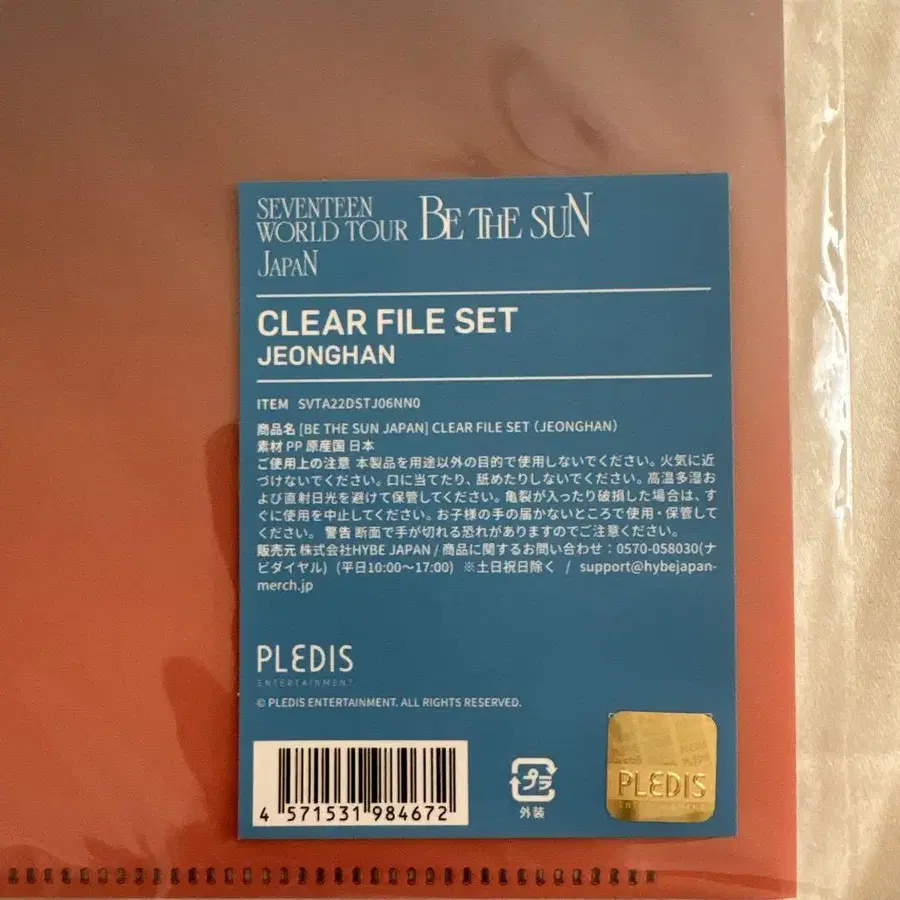 SEVENTEEN
WORLD TOUR BE THE SUN
JAPAN
CLEAR FILE SET
JEONGHAN
ITEM SVTA22DSTJ06NN0
商品名 [BE THE SUN JAPAN] CLEAR FILE SET (JEONGHAN)
素材 PP 原産国 日本
ご使用上の注意 本製品を用途以外の目的で使用しないでください。火気に近
づけないでください。口に当てたり、舐めたりしないでください。高温多湿
および直射日光を避けて保管してください。亀裂が入ったり破損した場合は、す
ぐに使用を中止してください。お子様の手の届かないところで使用・保管して
ください。 警告 断面で手が切れる恐れがありますのでご注意ください。
販売元 株式会社HYBE JAPAN / 商品に関するお問い合わせ：0570-058030(ナ
ビダイヤル) (平日10:00～17:00) ※土日祝日除く / support@hybejapan-
merch.jp
PLEDIS
ENTERTAINMENT
© PLEDIS ENTERTAINMENT. ALL RIGHTS RESERVED.
4 571531 984672
プラ
外装
PLEDIS
ENTERTAINMENT